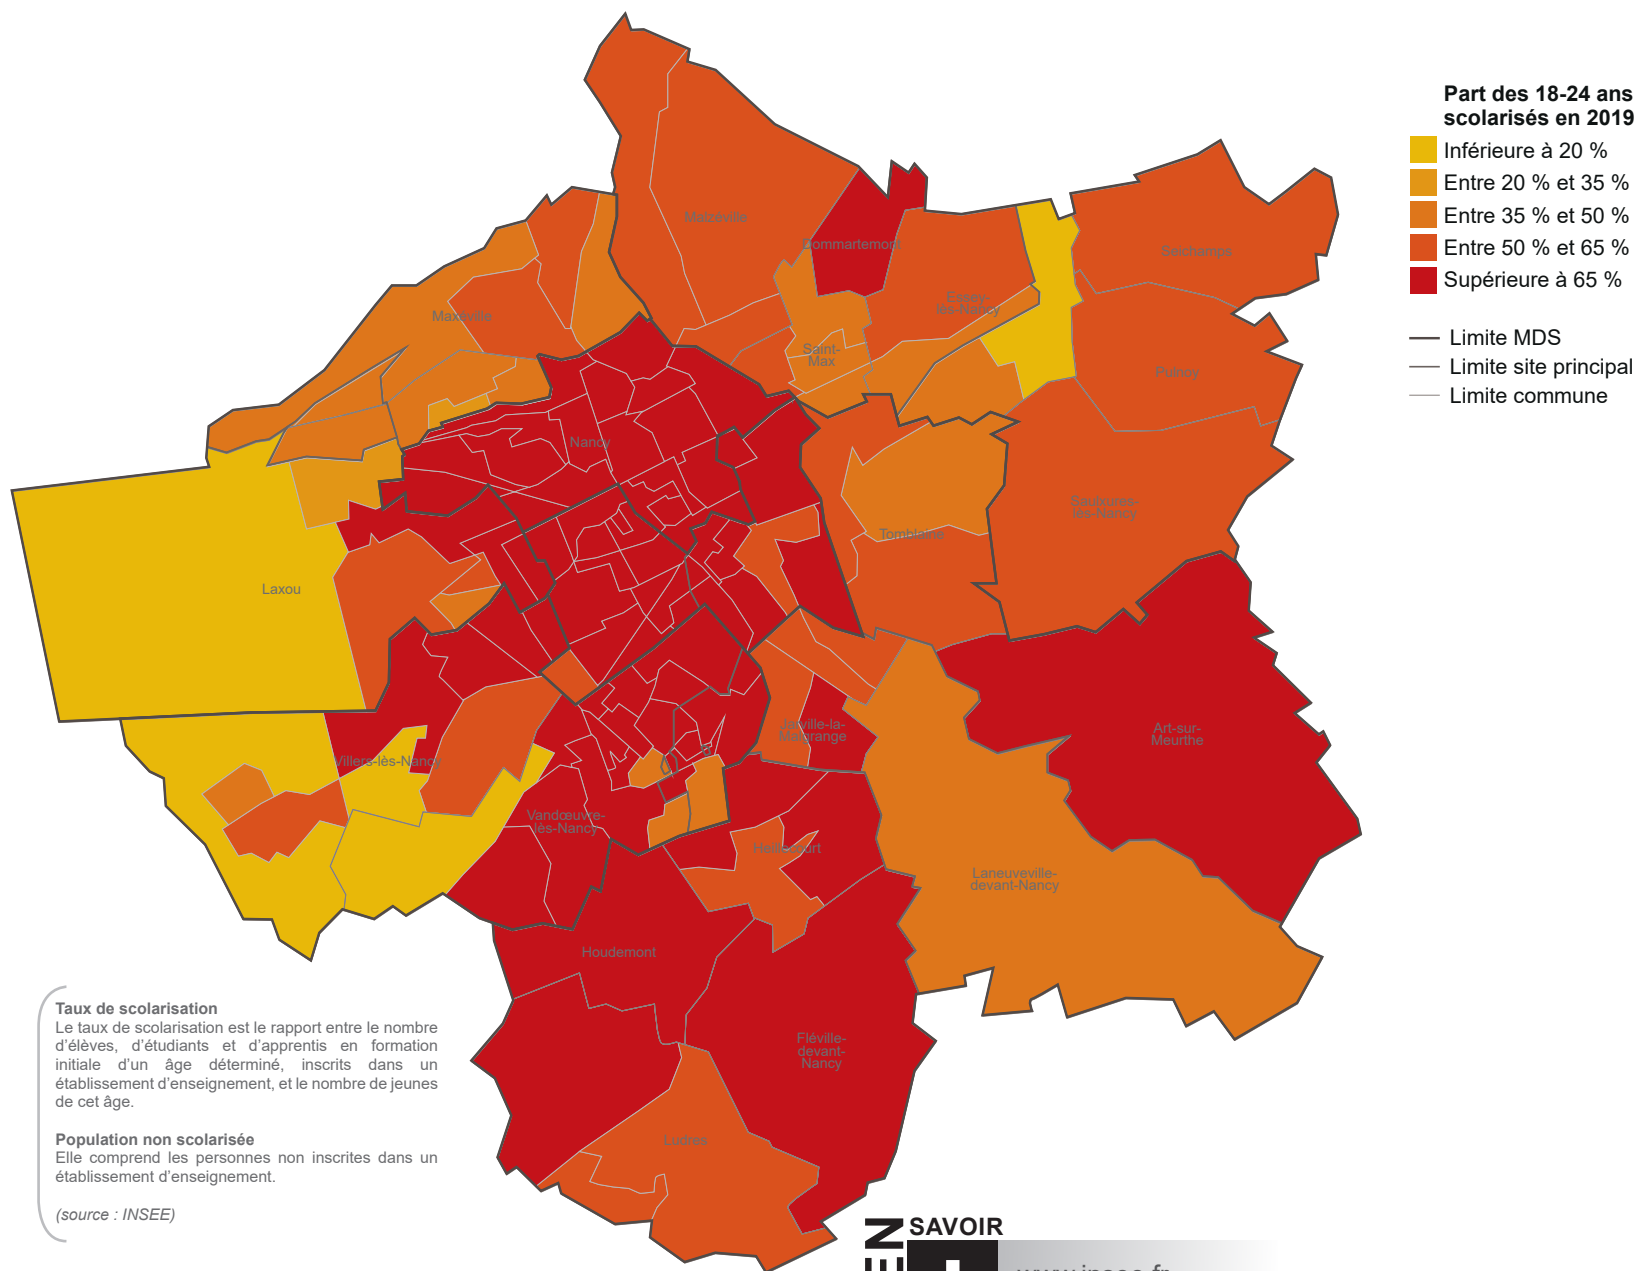 Part des 18-24 ans
scolarisés en 2019
Inférieure à 20 %
Entre 20 % et 35 %
Entre 35 % et 50 %
Entre 50 % et 65 %
Supérieure à 65 %
Limite MDS
Limite site principal
Limite commune
Malzéville
Dommartemont
Seichamps
Essey-
lès-Nancy
Maxéville
Saint-
Max
Pulnoy
Nancy
Saulxures-
lès-Nancy
Tomblaine
Laxou
Jarville-la-
Malgrange
Art-sur-
Meurthe
Villers-lès-Nancy
Vandœuvre-
lès-Nancy
Heillecourt
Laneuveville-
devant-Nancy
Houdemont
Fléville-
devant-
Nancy
Ludres
Taux de scolarisation
Le taux de scolarisation est le rapport entre le nombre
d'élèves, d'étudiants et d'apprentis en formation
initiale d'un âge déterminé, inscrits dans un
établissement d'enseignement, et le nombre de jeunes
de cet âge.
Population non scolarisée
Elle comprend les personnes non inscrites dans un
établissement d'enseignement.
(source : INSEE)
EN
SAVOIR
www.insee.fr